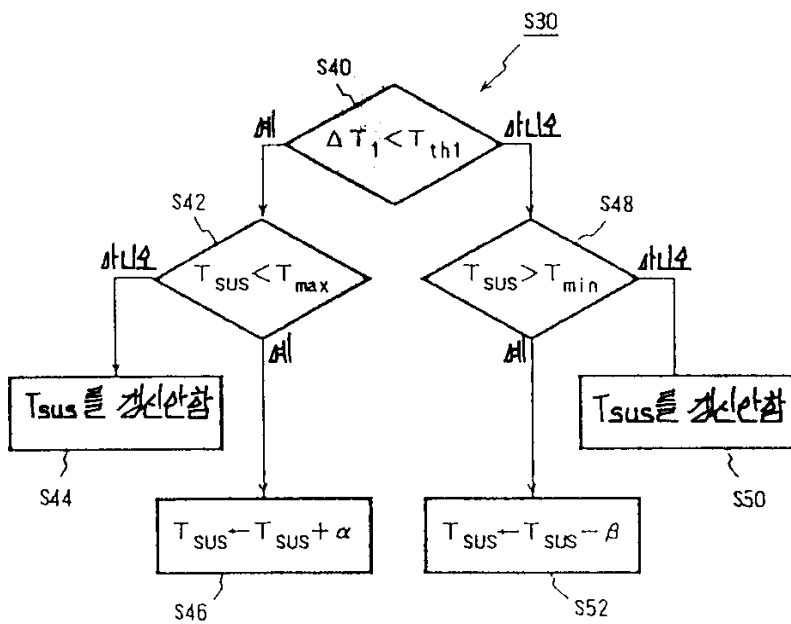 S30
S40
예
ΔT1<Tth1
아니오
S42
S48
아니오
TSUS<Tmax
TSUS>Tmin
아니오
예
예
Tsus를 갱신안함
Tsus를 갱신안함
S44
S50
TSUS←TSUS+α
TSUS←TSUS−β
S46
S52